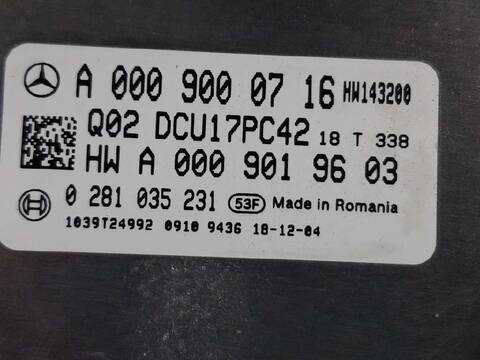 A 000 900 07 16 HW143200
Q02 DCU17PC42 18 T 338
HW A 000 901 96 03
0 281 035 231 53F Made in Romania
1039T24992 0910 9436 18-12-04